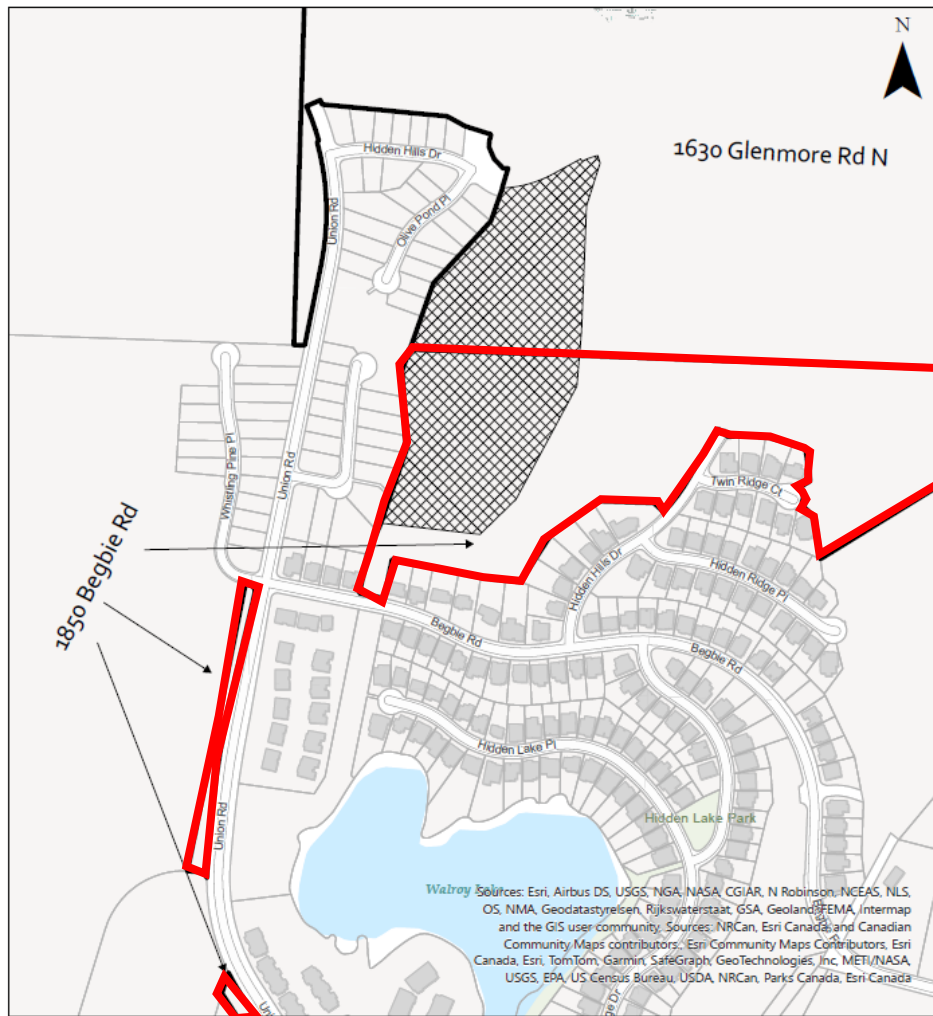 N
1630 Glenmore Rd N
Hidden Hills Dr
Union Rd
Olive Pond Pl
Whistling Pine Pl
Union Rd
Twin Ridge Ct
1850 Begbie Rd
Hidden Hills Dr
Hidden Ridge Pl
Begbie Rd
Begbie Rd
Hidden Lake Pl
Union Rd
Hidden Lake Park
Walroy Lake
Sources: Esri, Airbus DS, USGS, NGA, NASA, CGIAR, N Robinson, NCEAS, NLS,
OS, NMA, Geodatastyrelsen, Rijkswaterstaat, GSA, Geoland, FEMA, Intermap
and the GIS user community, Sources: NRCan, Esri Canada, and Canadian
Community Maps contributors., Esri Community Maps Contributors, Esri
Canada, Esri, TomTom, Garmin, SafeGraph, GeoTechnologies, Inc, METI/NASA,
USGS, EPA, US Census Bureau, USDA, NRCan, Parks Canada, Esri Canada
Begbie Rd